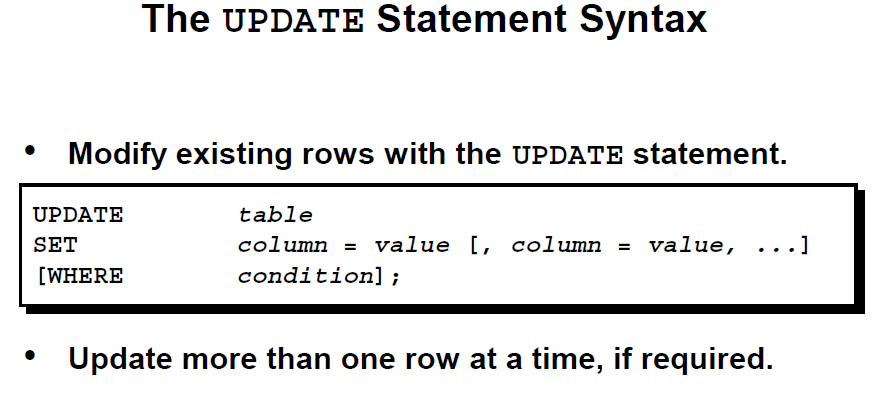 The UPDATE Statement Syntax
• Modify existing rows with the UPDATE statement.
UPDATE table
SET column = value [, column = value, ...]
[WHERE condition];
• Update more than one row at a time, if required.